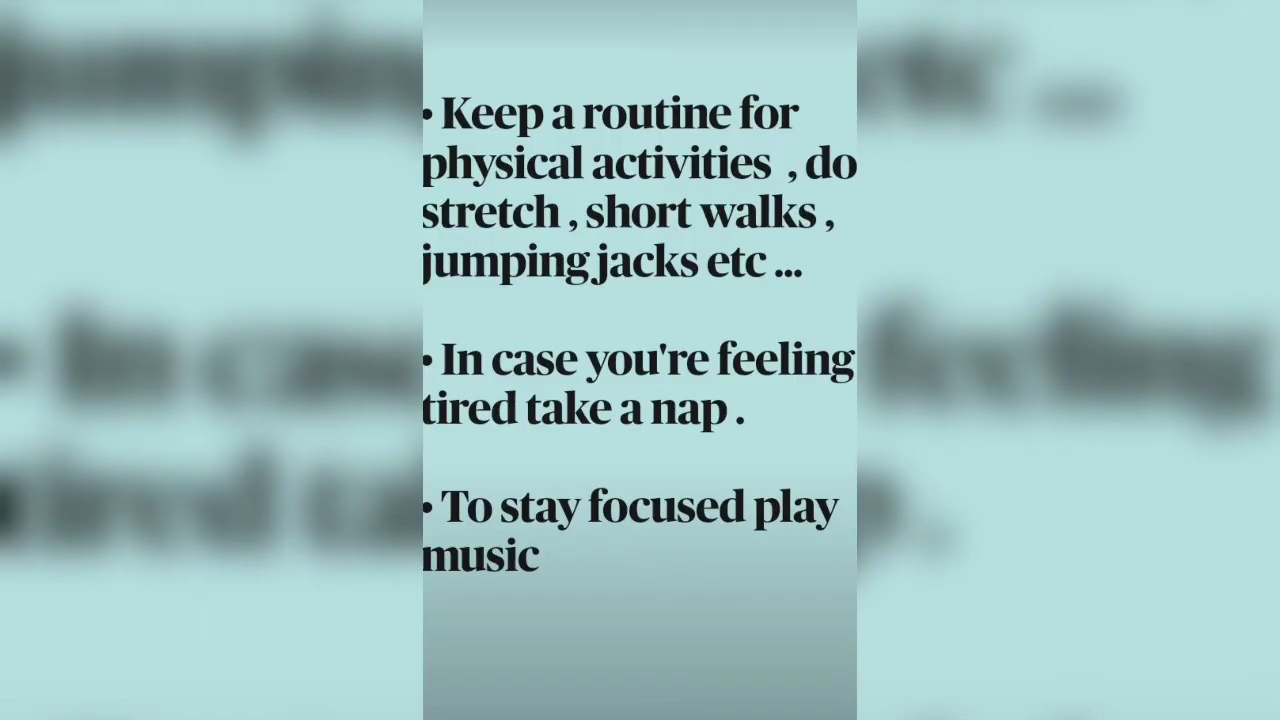 • Keep a routine for
physical activities  , do
stretch , short walks ,
jumping jacks etc ...
• In case you're feeling
tired take a nap .
• To stay focused play
music